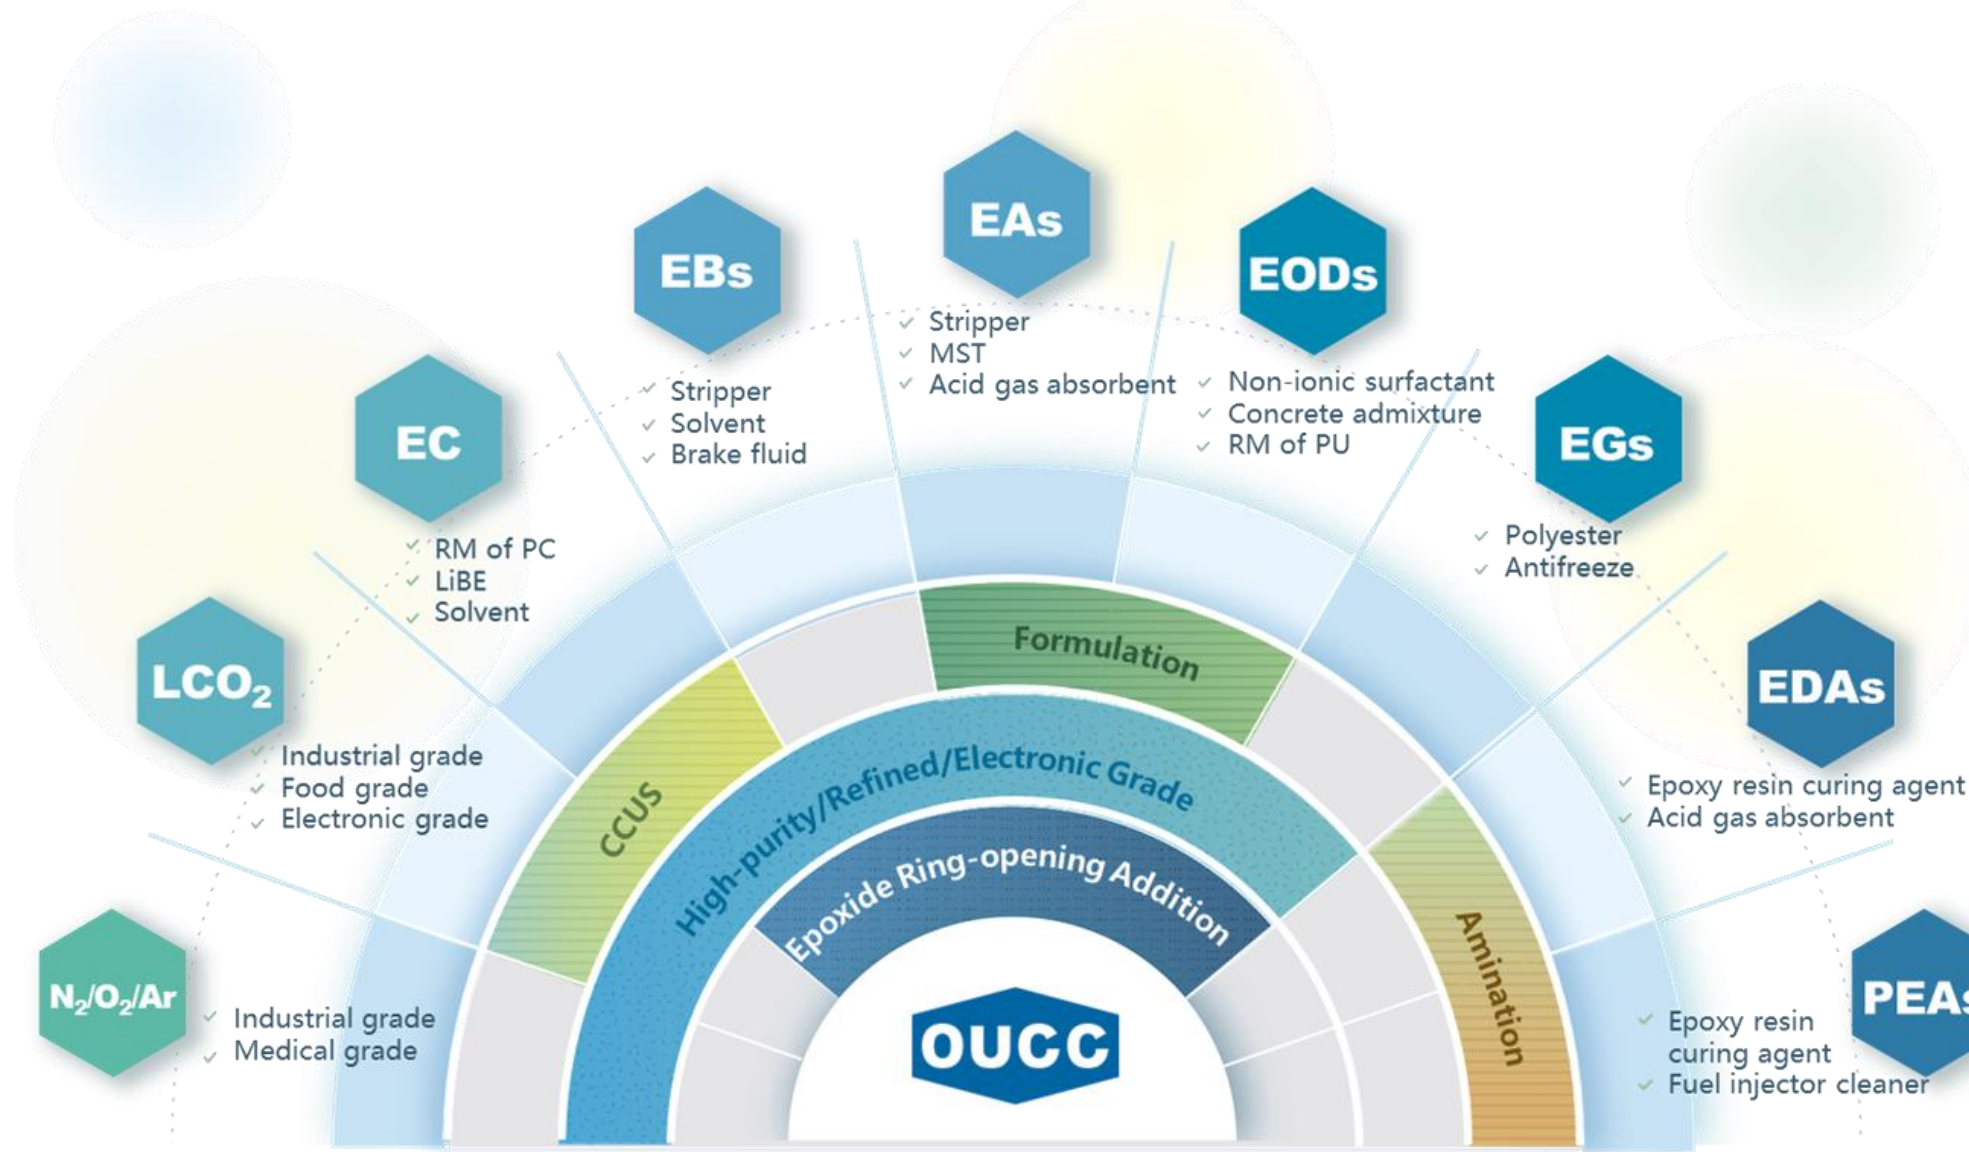 EAs
Stripper
MST
Acid gas absorbent
EBs
Stripper
Solvent
Brake fluid
EODs
Non-ionic surfactant
Concrete admixture
RM of PU
EC
RM of PC
LiBE
Solvent
EGs
Polyester
Antifreeze
LCO₂
Industrial grade
Food grade
Electronic grade
EDAs
Epoxy resin curing agent
Acid gas absorbent
N₂/O₂/Ar
Industrial grade
Medical grade
PEAs
Epoxy resin
curing agent
Fuel injector cleaner
Formulation
CCUS
Amination
High-purity/Refined/Electronic Grade
Epoxide Ring-opening Addition
OUCC